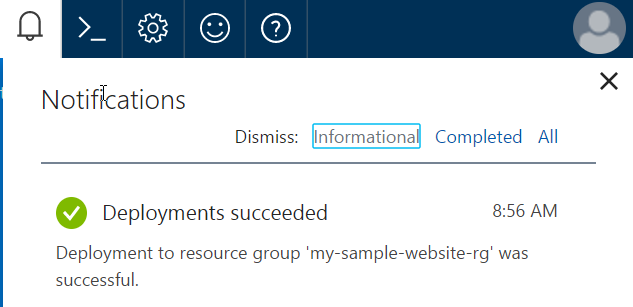 Notifications
Dismiss: Informational Completed All
Deployments succeeded 8:56 AM
Deployment to resource group 'my-sample-website-rg' was
successful.